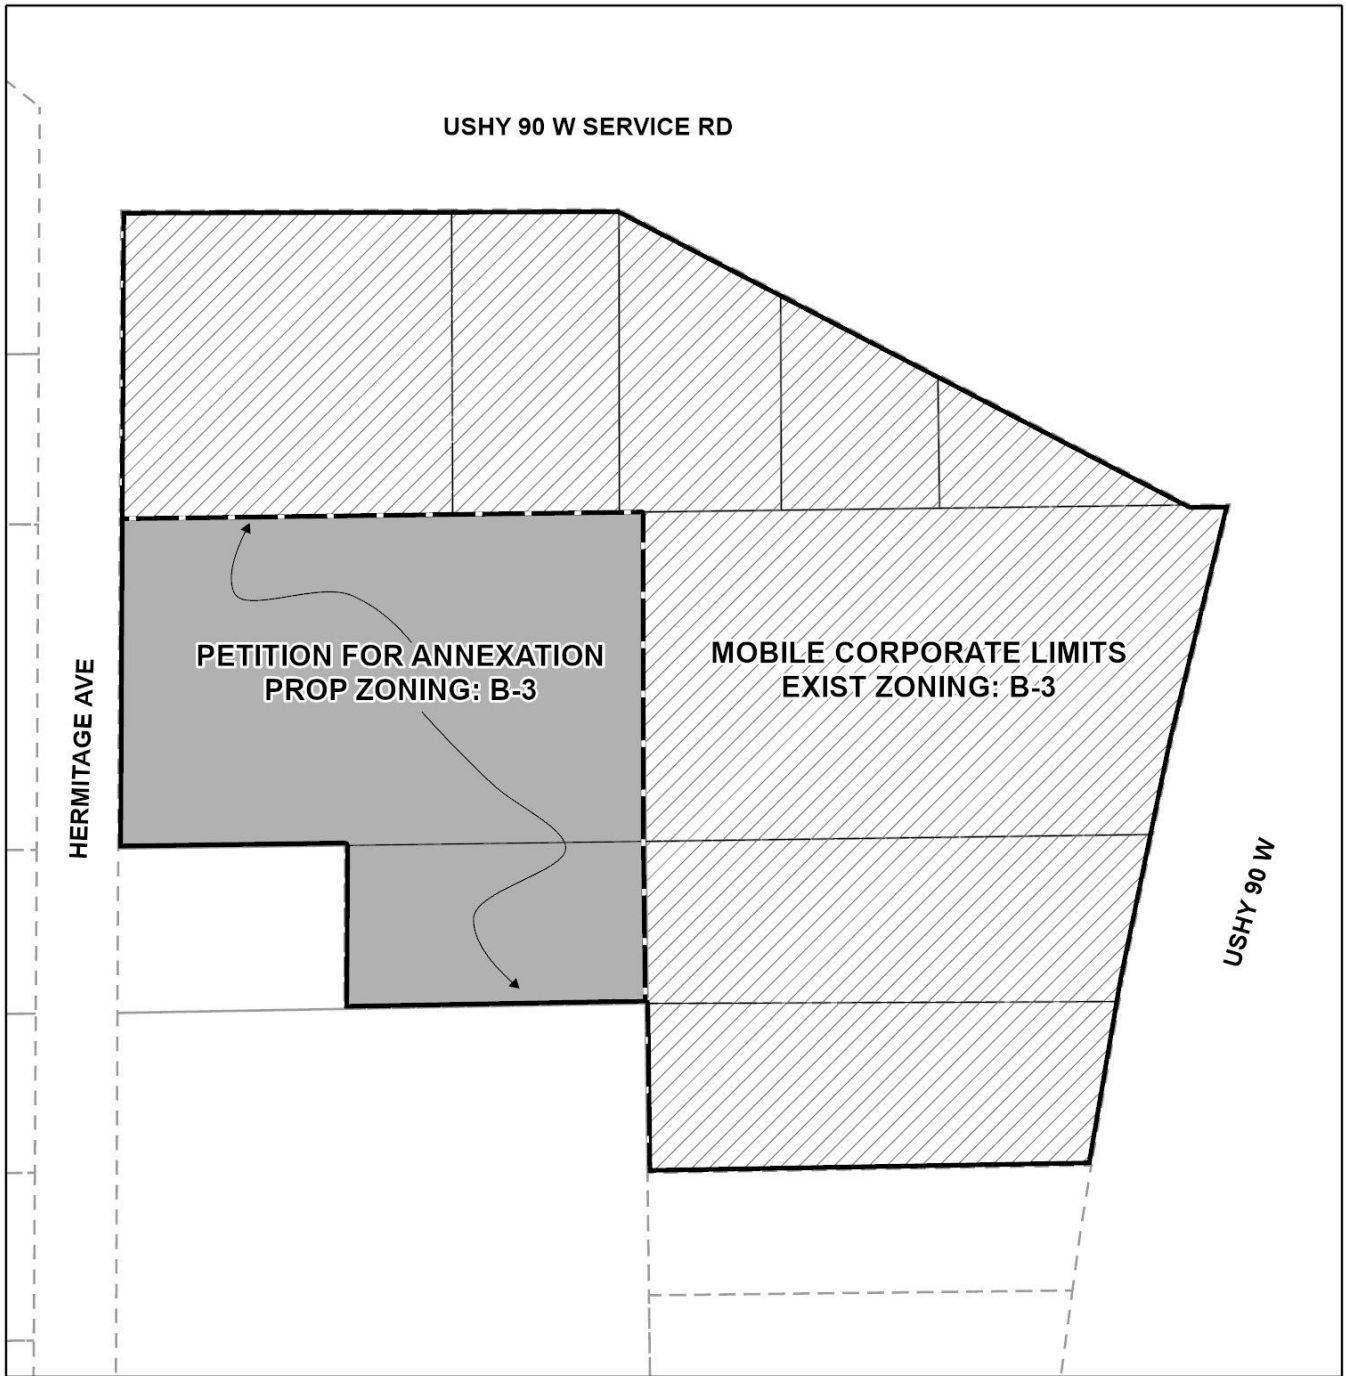 USHY 90 W SERVICE RD
PETITION FOR ANNEXATION
PROP ZONING: B-3
MOBILE CORPORATE LIMITS
EXIST ZONING: B-3
HERMITAGE AVE
USHY 90 W